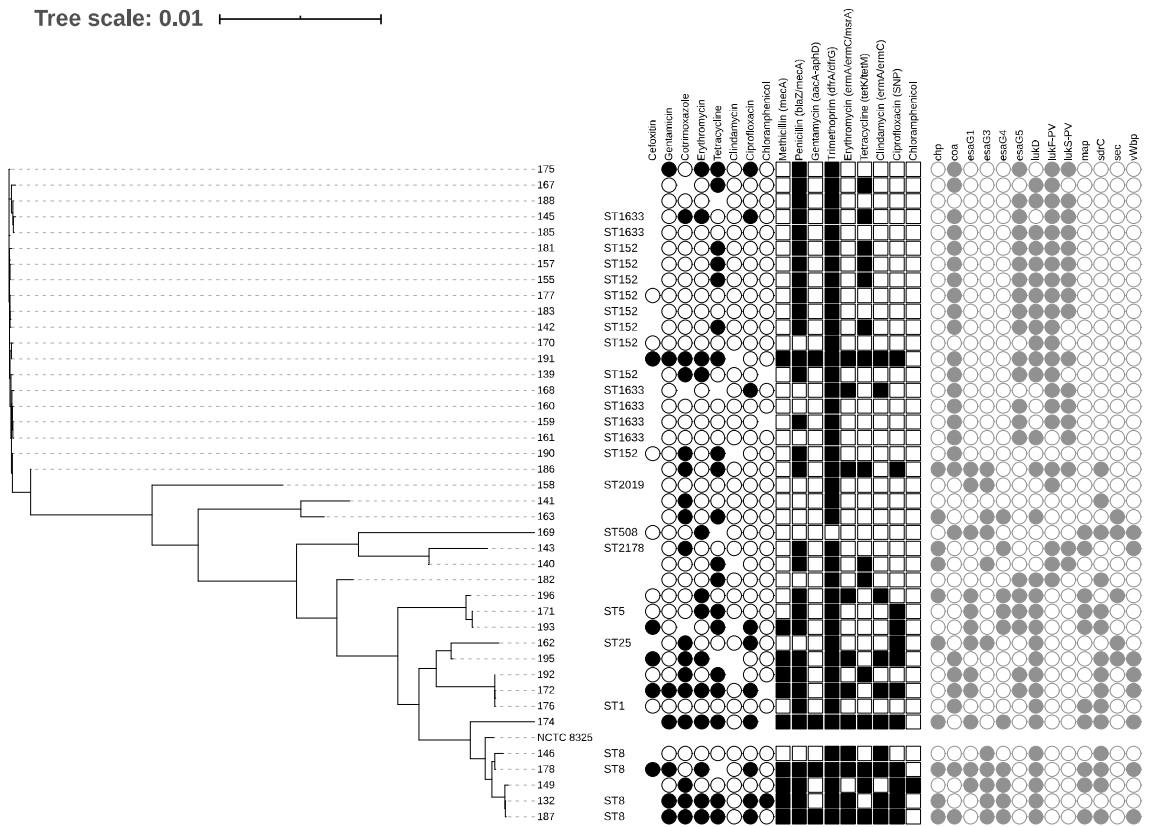 Tree scale: 0.01
Cefoxitin
Gentamicin
Cotrimoxazole
Erythromycin
Tetracycline
Clindamycin
Ciprofloxacin
Chloramphenicol
Methicillin (mecA)
Penicillin (blaZ/mecA)
Gentamycin (aacA-aphD)
Trimethoprim (dfrA/dfrG)
Erythromycin (ermA/ermC/msrA)
Tetracycline (tetK/tetM)
Clindamycin (ermA/ermC)
Ciprofloxacin (SNP)
Chloramphenicol
chp
coa
esaG1
esaG3
esaG4
esaG5
lukD
lukF-PV
lukS-PV
map
sdrC
sec
vWbp
175
167
188
145 ST1633
185 ST1633
181 ST152
157 ST152
155 ST152
177 ST152
183 ST152
142 ST152
170 ST152
191
139 ST152
168 ST1633
160 ST1633
159 ST1633
161 ST1633
190 ST152
186
158 ST2019
141
163
169 ST508
143 ST2178
140
182
196
171 ST5
193
162 ST25
195
192
172
176 ST1
174
NCTC 8325
146 ST8
178 ST8
149
132 ST8
187 ST8